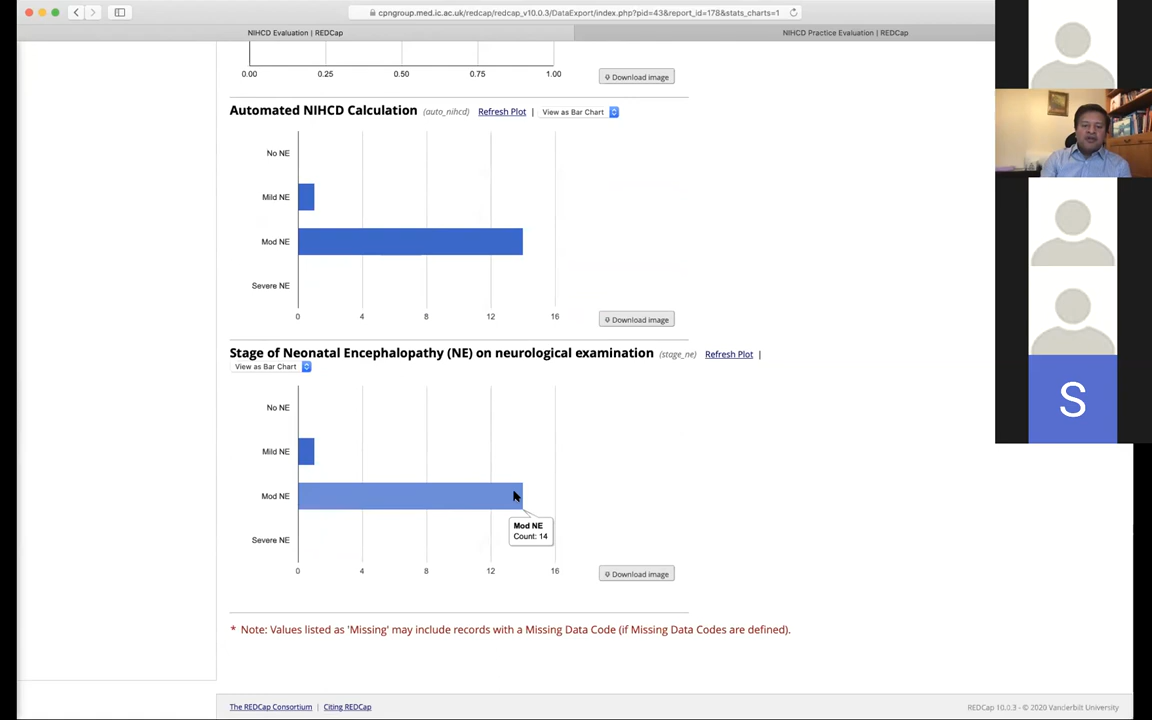 cpngroup.med.ic.ac.uk/redcap/redcap_v10.0.3/DataExport/index.php?pid=43&report_id=178&stats_charts=1
NIHCD Evaluation | REDCap
NIHCD Practice Evaluation | REDCap
0.00 0.25 0.50 0.75 1.00
Download image
Automated NIHCD Calculation (auto_nihcd) Refresh Plot | View as Bar Chart
No NE
Mild NE
Mod NE
Severe NE
0 4 8 12 16
Download image
Stage of Neonatal Encephalopathy (NE) on neurological examination (stage_ne) Refresh Plot |
View as Bar Chart
No NE
Mild NE
Mod NE
Mod NE
Count: 14
Severe NE
0 4 8 12 16
Download image
* Note: Values listed as 'Missing' may include records with a Missing Data Code (if Missing Data Codes are defined).
The REDCap Consortium | Citing REDCap
REDCap 10.0.3 - © 2020 Vanderbilt University
S